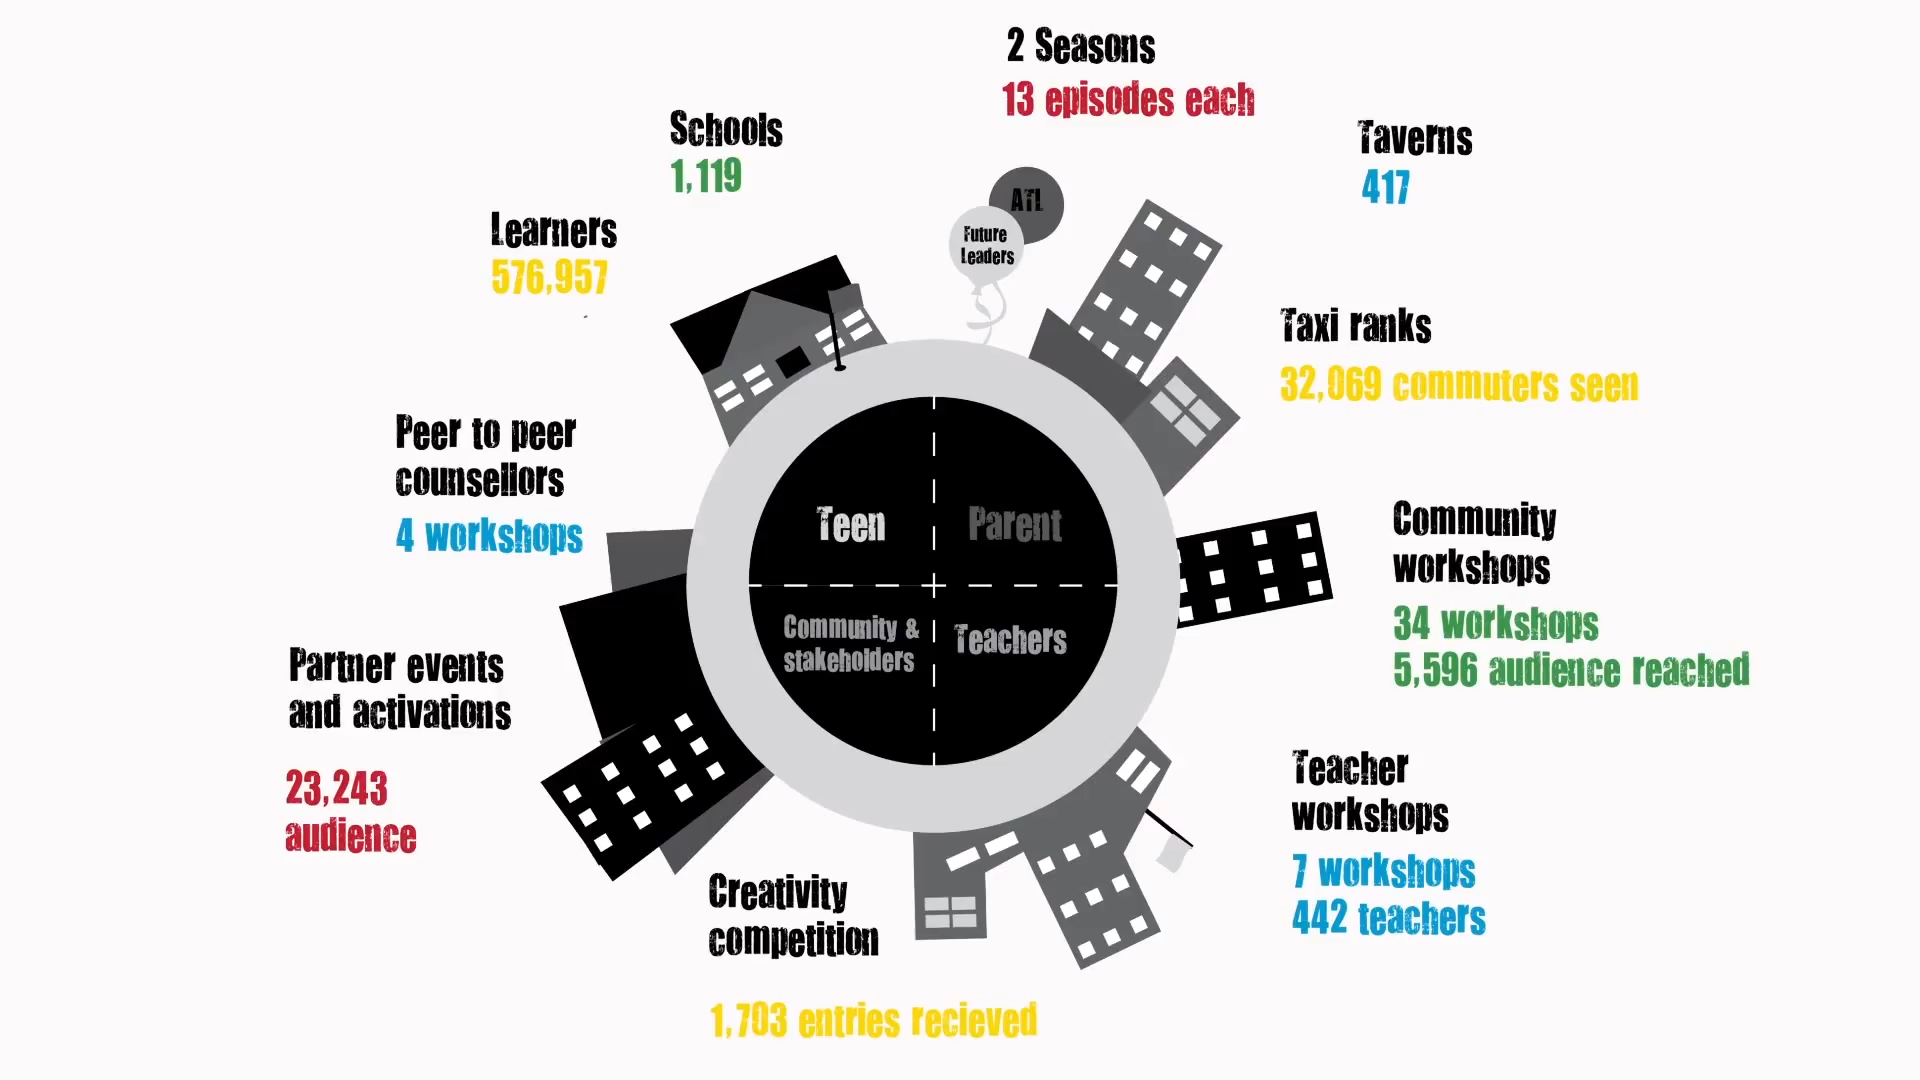 2 Seasons
13 episodes each
Schools
1,119
Taverns
417
Learners
576,957
ATL
Future
Leaders
Taxi ranks
32,069 commuters seen
Peer to peer
counsellors
4 workshops
Teen
Parent
Community &
stakeholders
Teachers
Community
workshops
34 workshops
5,596 audience reached
Partner events
and activations
23,243
audience
Teacher
workshops
7 workshops
442 teachers
Creativity
competition
1,703 entries recieved